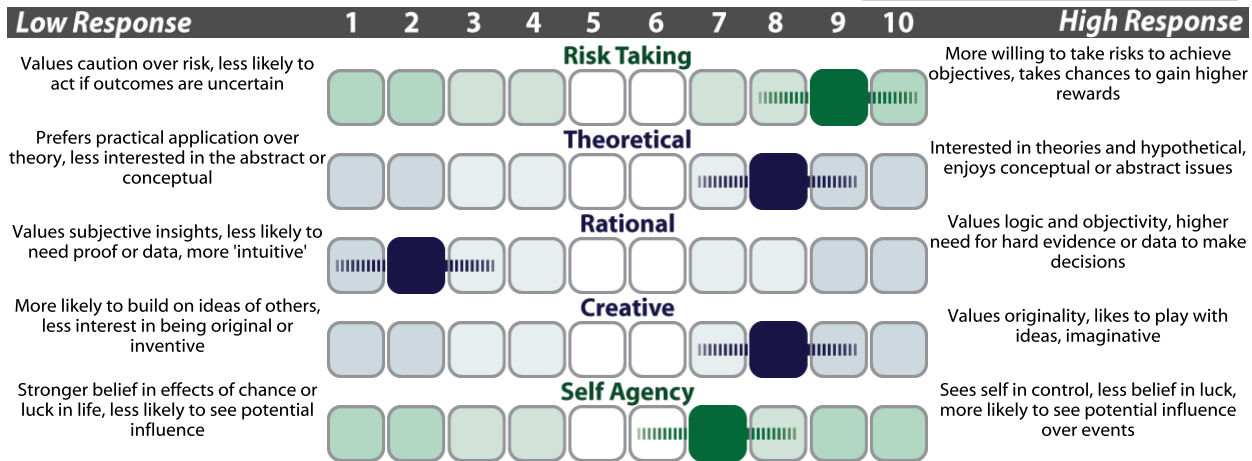 Low Response 1 2 3 4 5 6 7 8 9 10 High Response
Risk Taking
Values caution over risk, less likely to
act if outcomes are uncertain
More willing to take risks to achieve
objectives, takes chances to gain higher
rewards
Theoretical
Prefers practical application over
theory, less interested in the abstract or
conceptual
Interested in theories and hypothetical,
enjoys conceptual or abstract issues
Rational
Values subjective insights, less likely to
need proof or data, more 'intuitive'
Values logic and objectivity, higher
need for hard evidence or data to make
decisions
Creative
More likely to build on ideas of others,
less interest in being original or
inventive
Values originality, likes to play with
ideas, imaginative
Self Agency
Stronger belief in effects of chance or
luck in life, less likely to see potential
influence
Sees self in control, less belief in luck,
more likely to see potential influence
over events